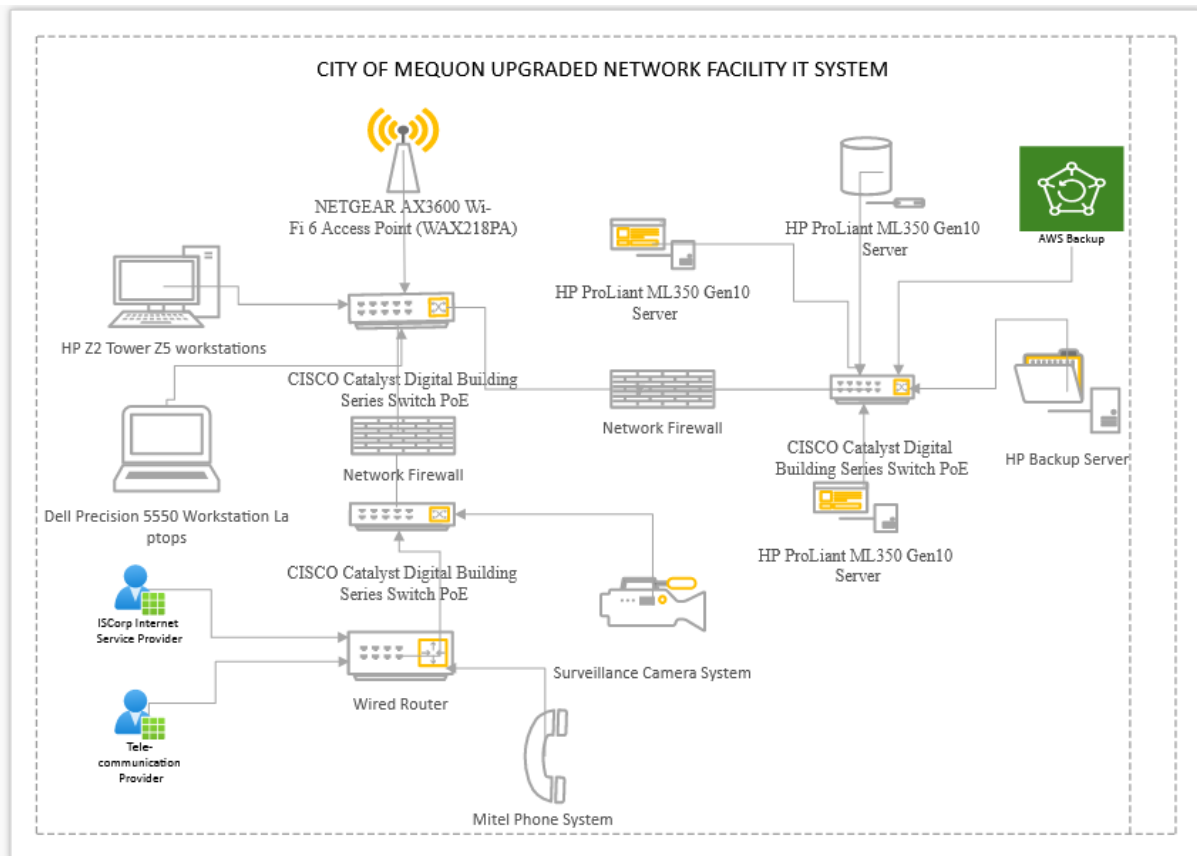 CITY OF MEQUON UPGRADED NETWORK FACILITY IT SYSTEM
NETGEAR AX3600 Wi-
Fi 6 Access Point (WAX218PA)
HP ProLiant ML350 Gen10
Server
AWS Backup
HP ProLiant ML350 Gen10
Server
HP Z2 Tower Z5 workstations
CISCO Catalyst Digital Building
Series Switch PoE
Network Firewall
Network Firewall
CISCO Catalyst Digital
Building Series Switch PoE
HP Backup Server
Dell Precision 5550 Workstation La
ptops
HP ProLiant ML350 Gen10
Server
CISCO Catalyst Digital Building
Series Switch PoE
ISCorp Internet
Service Provider
Surveillance Camera System
Wired Router
Tele-
communication
Provider
Mitel Phone System